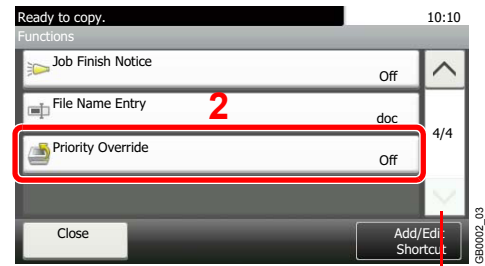 Ready to copy. 10:10
Functions
Job Finish Notice
Off
File Name Entry
doc
2
4/4
Priority Override
Off
Close
Add/Edit
Shortcut
GB0002_03